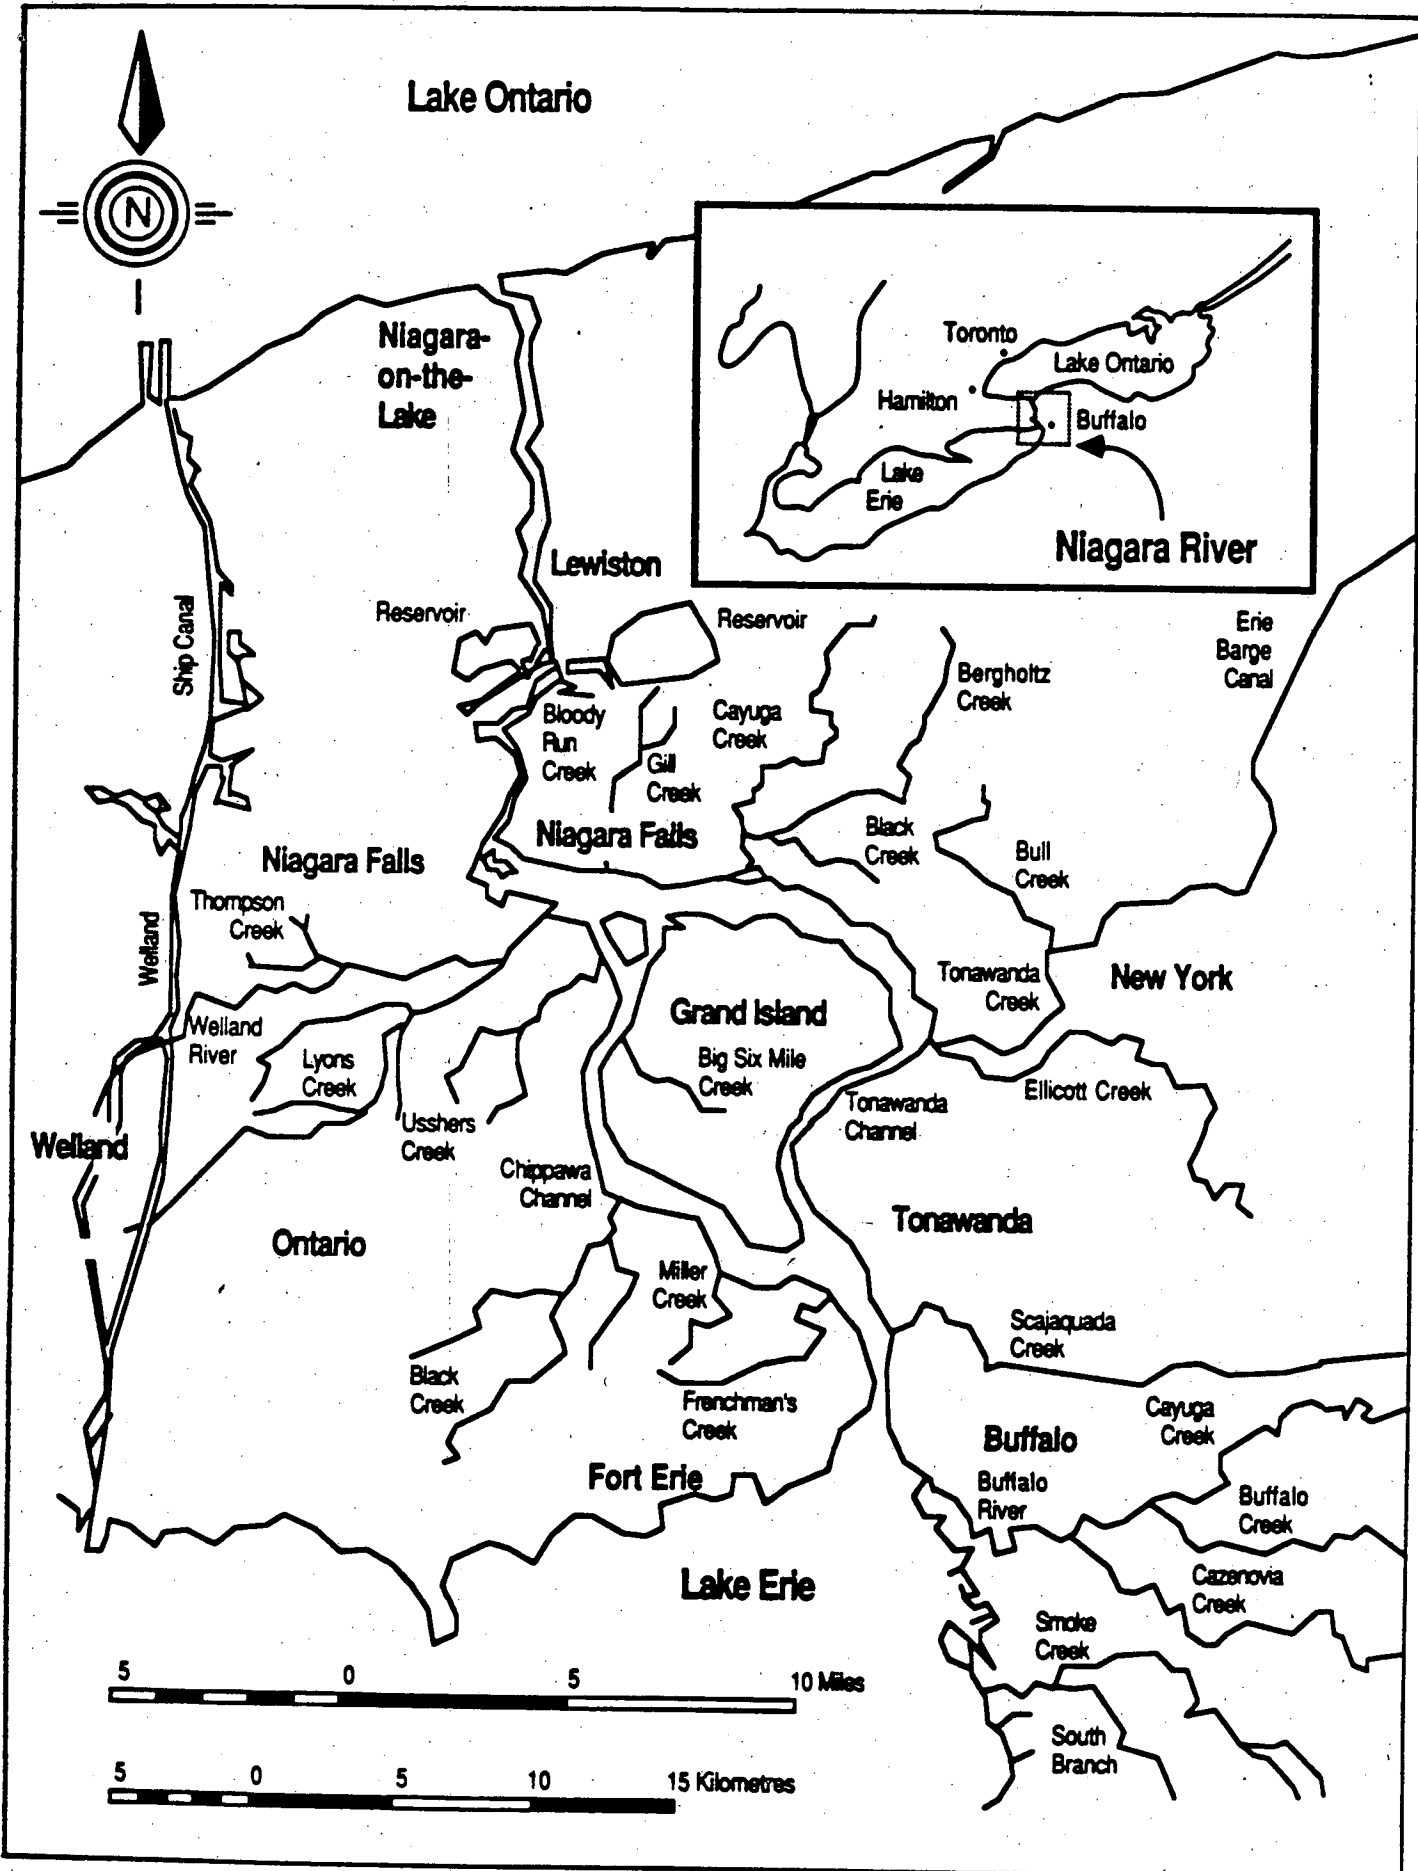 Lake Ontario
N
Niagara-
on-the-
Lake
Toronto
Lake Ontario
Hamilton
Buffalo
Lake
Erie
Niagara River
Lewiston
Reservoir
Reservoir
Ship Canal
Erie
Barge
Canal
Bergholtz
Creek
Cayuga
Creek
Bloody
Run
Creek
Gill
Creek
Niagara Falls
Niagara Falls
Black
Creek
Bull
Creek
Thompson
Creek
Welland
Tonawanda
Creek
New York
Grand Island
Welland
River
Lyons
Creek
Big Six Mile
Creek
Ellicott Creek
Tonawanda
Channel
Usshers
Creek
Welland
Chippawa
Channel
Tonawanda
Ontario
Miller
Creek
Scajaquada
Creek
Black
Creek
Frenchman's
Creek
Cayuga
Creek
Buffalo
Fort Erie
Buffalo
River
Buffalo
Creek
Lake Erie
Cazenovia
Creek
Smoke
Creek
5 0 5 10 Miles
South
Branch
5 0 5 10 15 Kilometres